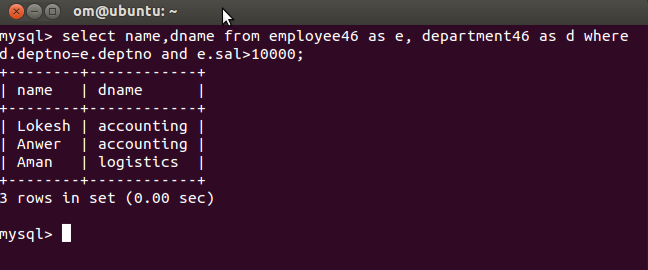 om@ubuntu: ~
mysql> select name,dname from employee46 as e, department46 as d where
d.deptno=e.deptno and e.sal>10000;
+--------+------------+
| name   | dname      |
+--------+------------+
| Lokesh | accounting |
| Anwer  | accounting |
| Aman   | logistics  |
+--------+------------+
3 rows in set (0.00 sec)
mysql>